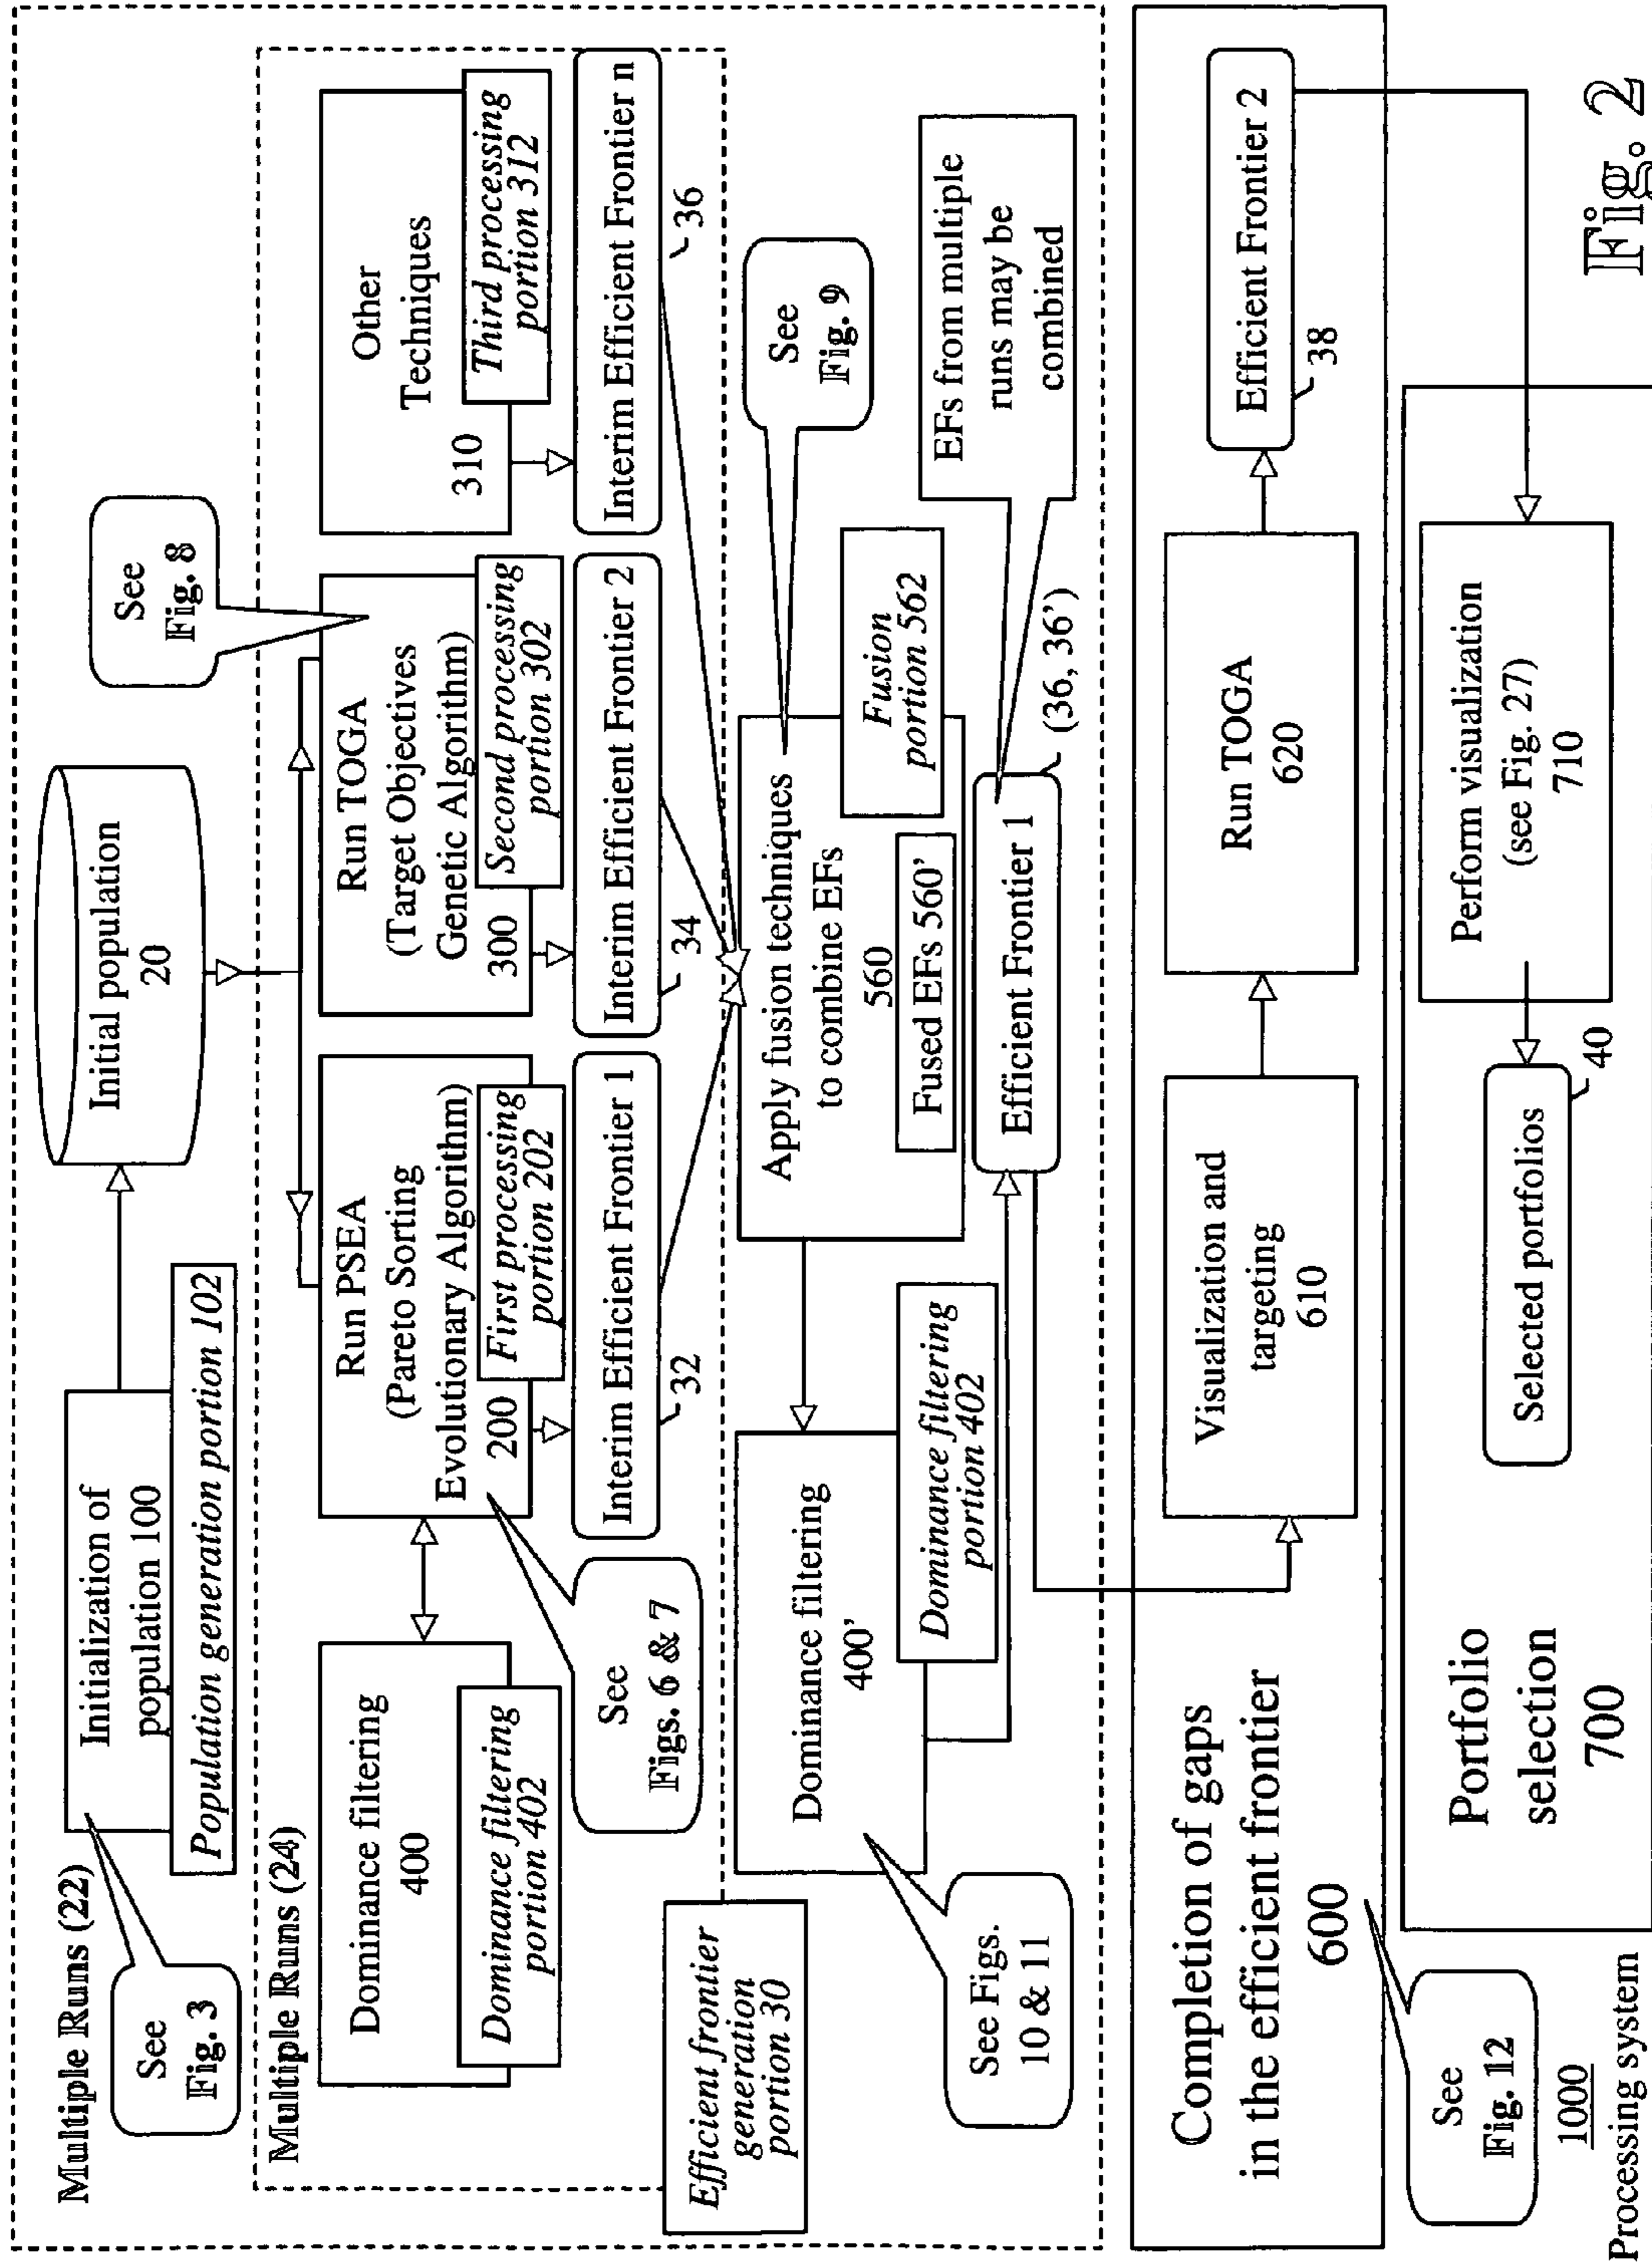 Multiple Runs (22)
See
Fig. 3
Initialization of
population 100
Population generation portion 102
Initial population
20
See
Fig. 8
Multiple Runs (24)
Dominance filtering
400
Dominance filtering
portion 402
Run PSEA
(Pareto Sorting
Evolutionary Algorithm)
200
First processing
portion 202
Run TOGA
(Target Objectives
Genetic Algorithm)
300
Second processing
portion 302
Other
Techniques
310
Third processing
portion 312
See
Figs. 6 & 7
Interim Efficient Frontier 1
32
Interim Efficient Frontier 2
34
Interim Efficient Frontier n
36
Efficient frontier
generation
portion 30
See Figs.
10 & 11
Dominance filtering
400’
Dominance filtering
portion 402
Apply fusion techniques
to combine EFs
560
Fused EFs 560’
Fusion
portion 562
See
Fig. 9
Efficient Frontier 1
(36, 36’)
EFs from multiple
runs may be
combined
Completion of gaps
in the efficient frontier
600
Visualization and
targeting
610
Run TOGA
620
Efficient Frontier 2
38
See
Fig. 12
Portfolio
selection
700
Selected portfolios
40
Perform visualization
(see Fig. 27)
710
1000
Processing system
Fig. 2